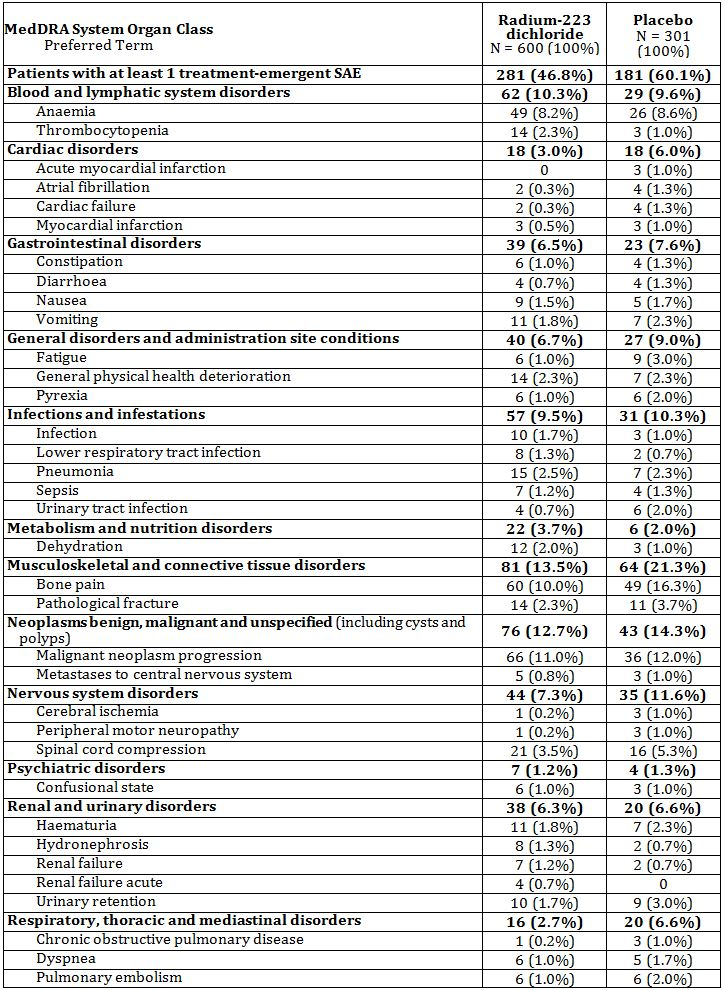 MedDRA System Organ Class
Preferred Term
Radium-223
dichloride
N = 600 (100%)
Placebo
N = 301
(100%)
Patients with at least 1 treatment-emergent SAE 281 (46.8%) 181 (60.1%)
Blood and lymphatic system disorders 62 (10.3%) 29 (9.6%)
Anaemia 49 (8.2%) 26 (8.6%)
Thrombocytopenia 14 (2.3%) 3 (1.0%)
Cardiac disorders 18 (3.0%) 18 (6.0%)
Acute myocardial infarction 0 3 (1.0%)
Atrial fibrillation 2 (0.3%) 4 (1.3%)
Cardiac failure 2 (0.3%) 4 (1.3%)
Myocardial infarction 3 (0.5%) 3 (1.0%)
Gastrointestinal disorders 39 (6.5%) 23 (7.6%)
Constipation 6 (1.0%) 4 (1.3%)
Diarrhoea 4 (0.7%) 4 (1.3%)
Nausea 9 (1.5%) 5 (1.7%)
Vomiting 11 (1.8%) 7 (2.3%)
General disorders and administration site conditions 40 (6.7%) 27 (9.0%)
Fatigue 6 (1.0%) 9 (3.0%)
General physical health deterioration 14 (2.3%) 7 (2.3%)
Pyrexia 6 (1.0%) 6 (2.0%)
Infections and infestations 57 (9.5%) 31 (10.3%)
Infection 10 (1.7%) 3 (1.0%)
Lower respiratory tract infection 8 (1.3%) 2 (0.7%)
Pneumonia 15 (2.5%) 7 (2.3%)
Sepsis 7 (1.2%) 4 (1.3%)
Urinary tract infection 4 (0.7%) 6 (2.0%)
Metabolism and nutrition disorders 22 (3.7%) 6 (2.0%)
Dehydration 12 (2.0%) 3 (1.0%)
Musculoskeletal and connective tissue disorders 81 (13.5%) 64 (21.3%)
Bone pain 60 (10.0%) 49 (16.3%)
Pathological fracture 14 (2.3%) 11 (3.7%)
Neoplasms benign, malignant and unspecified (including cysts and
polyps) 76 (12.7%) 43 (14.3%)
Malignant neoplasm progression 66 (11.0%) 36 (12.0%)
Metastases to central nervous system 5 (0.8%) 3 (1.0%)
Nervous system disorders 44 (7.3%) 35 (11.6%)
Cerebral ischemia 1 (0.2%) 3 (1.0%)
Peripheral motor neuropathy 1 (0.2%) 3 (1.0%)
Spinal cord compression 21 (3.5%) 16 (5.3%)
Psychiatric disorders 7 (1.2%) 4 (1.3%)
Confusional state 6 (1.0%) 3 (1.0%)
Renal and urinary disorders 38 (6.3%) 20 (6.6%)
Haematuria 11 (1.8%) 7 (2.3%)
Hydronephrosis 8 (1.3%) 2 (0.7%)
Renal failure 7 (1.2%) 2 (0.7%)
Renal failure acute 4 (0.7%) 0
Urinary retention 10 (1.7%) 9 (3.0%)
Respiratory, thoracic and mediastinal disorders 16 (2.7%) 20 (6.6%)
Chronic obstructive pulmonary disease 1 (0.2%) 3 (1.0%)
Dyspnea 6 (1.0%) 5 (1.7%)
Pulmonary embolism 6 (1.0%) 6 (2.0%)